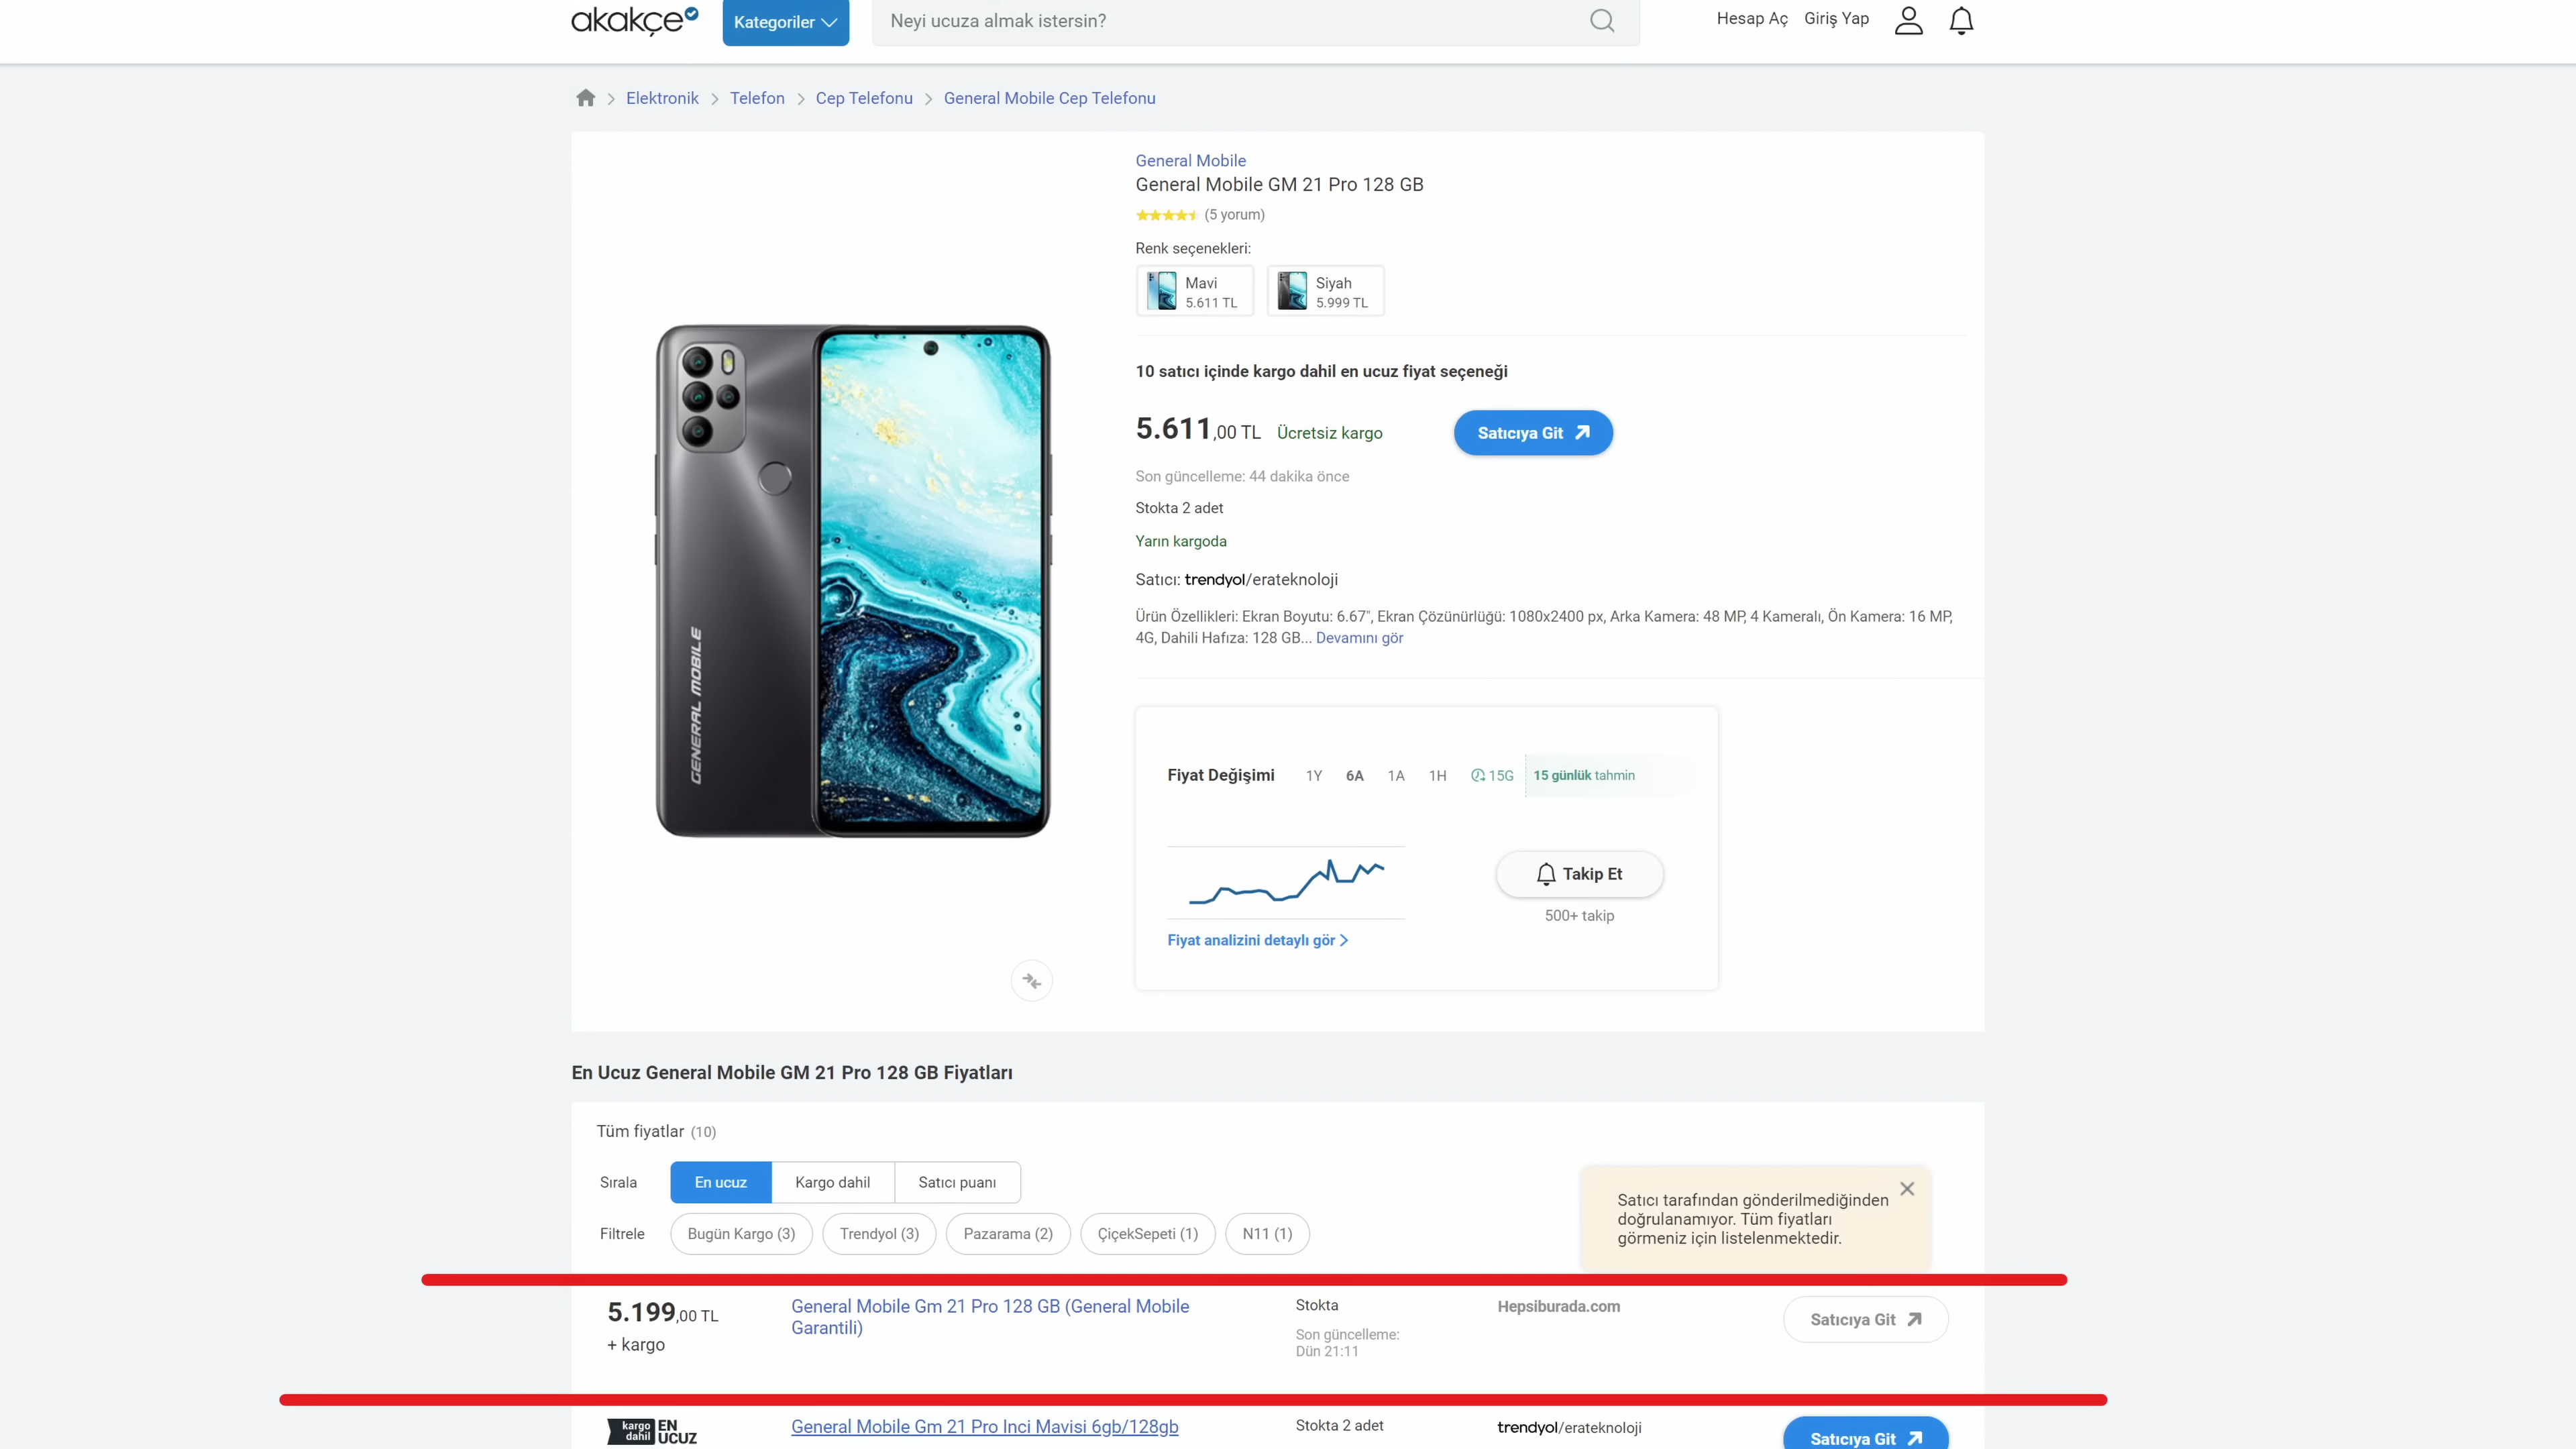 akakçe
Kategoriler
Neyi ucuza almak istersin?
Hesap Aç Giriş Yap
Elektronik > Telefon > Cep Telefonu > General Mobile Cep Telefonu
General Mobile
General Mobile GM 21 Pro 128 GB
(5 yorum)
Renk seçenekleri:
Mavi
5.611 TL
Siyah
5.999 TL
10 satıcı içinde kargo dahil en ucuz fiyat seçeneği
5.611,00 TL Ücretsiz kargo
Satıcıya Git
Son güncelleme: 44 dakika önce
Stokta 2 adet
Yarın kargoda
Satıcı: trendyol/erateknoloji
Ürün Özellikleri: Ekran Boyutu: 6.67", Ekran Çözünürlüğü: 1080x2400 px, Arka Kamera: 48 MP, 4 Kameralı, Ön Kamera: 16 MP,
4G, Dahili Hafıza: 128 GB... Devamını gör
GENERAL MOBILE
Fiyat Değişimi 1Y 6A 1A 1H 15G 15 günlük tahmin
Takip Et
500+ takip
Fiyat analizini detaylı gör >
En Ucuz General Mobile GM 21 Pro 128 GB Fiyatları
Tüm fiyatlar (10)
Sırala En ucuz Kargo dahil Satıcı puanı
Filtrele Bugün Kargo (3) Trendyol (3) Pazarama (2) ÇiçekSepeti (1) N11 (1)
Satıcı tarafından gönderilmediğinden
doğrulanamıyor. Tüm fiyatları
görmeniz için listelenmektedir.
5.199,00 TL
+ kargo
General Mobile Gm 21 Pro 128 GB (General Mobile
Garantili)
Stokta
Son güncelleme:
Dün 21:11
Hepsiburada.com
Satıcıya Git
kargo
dahil
EN
UCUZ
General Mobile Gm 21 Pro Inci Mavisi 6gb/128gb
Stokta 2 adet
trendyol/erateknoloji
Satıcıya Git